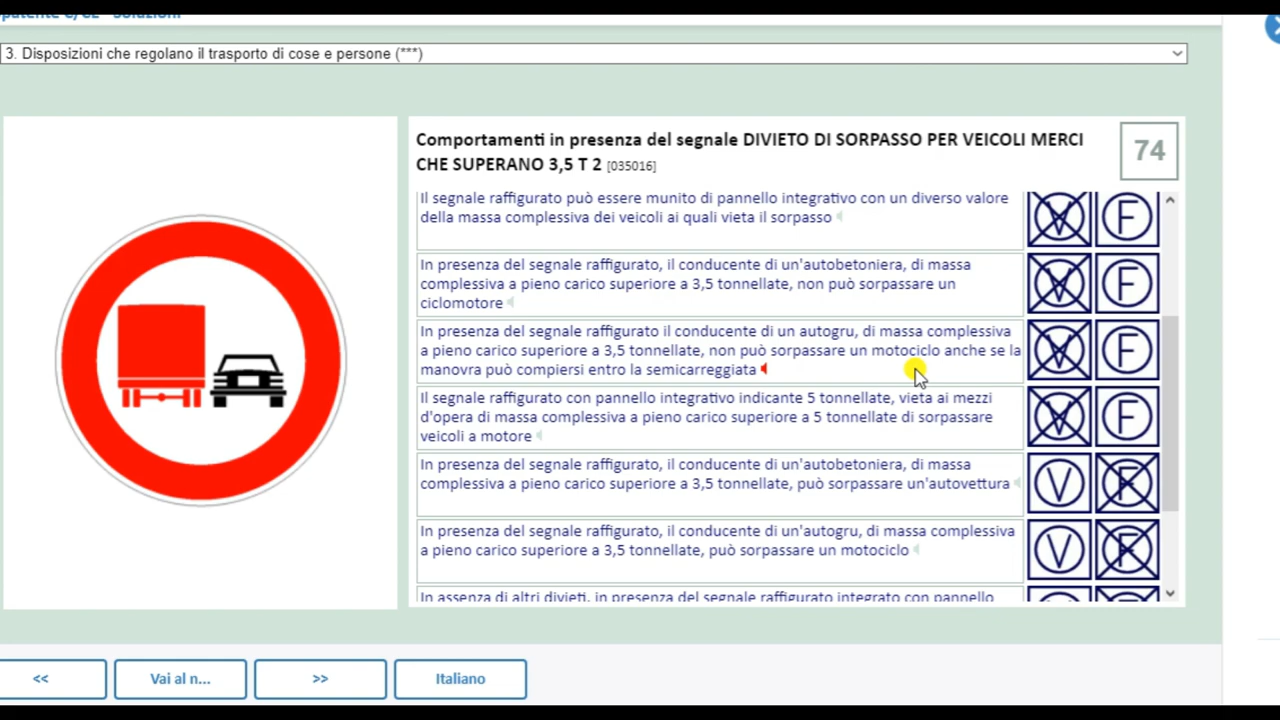 3. Disposizioni che regolano il trasporto di cose e persone (***)
Comportamenti in presenza del segnale DIVIETO DI SORPASSO PER VEICOLI MERCI
CHE SUPERANO 3,5 T 2 [035016]
74
Il segnale raffigurato può essere munito di pannello integrativo con un diverso valore
della massa complessiva dei veicoli ai quali vieta il sorpasso
V F
In presenza del segnale raffigurato, il conducente di un'autobetoniera, di massa
complessiva a pieno carico superiore a 3,5 tonnellate, non può sorpassare un
ciclomotore
V F
In presenza del segnale raffigurato il conducente di un autogru, di massa complessiva
a pieno carico superiore a 3,5 tonnellate, non può sorpassare un motociclo anche se la
manovra può compiersi entro la semicarreggiata
V F
Il segnale raffigurato con pannello integrativo indicante 5 tonnellate, vieta ai mezzi
d'opera di massa complessiva a pieno carico superiore a 5 tonnellate di sorpassare
veicoli a motore
V F
In presenza del segnale raffigurato, il conducente di un'autobetoniera, di massa
complessiva a pieno carico superiore a 3,5 tonnellate, può sorpassare un'autovettura
V F
In presenza del segnale raffigurato, il conducente di un'autogru, di massa complessiva
a pieno carico superiore a 3,5 tonnellate, può sorpassare un motociclo
V F
In assenza di altri divieti, in presenza del segnale raffigurato integrato con pannello
<<
Vai al n...
>>
Italiano